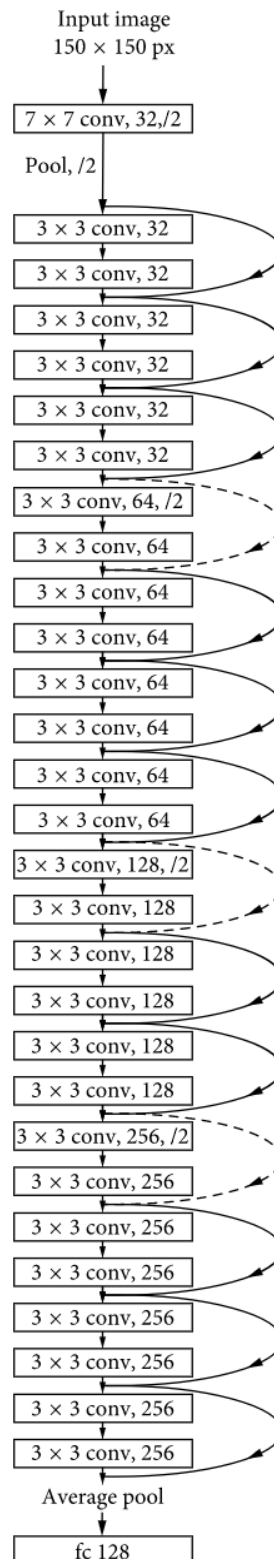 Input image
150 × 150 px
7 × 7 conv, 32,/2
Pool, /2
3 × 3 conv, 32
3 × 3 conv, 32
3 × 3 conv, 32
3 × 3 conv, 32
3 × 3 conv, 32
3 × 3 conv, 32
3 × 3 conv, 64, /2
3 × 3 conv, 64
3 × 3 conv, 64
3 × 3 conv, 64
3 × 3 conv, 64
3 × 3 conv, 64
3 × 3 conv, 64
3 × 3 conv, 64
3 × 3 conv, 128, /2
3 × 3 conv, 128
3 × 3 conv, 128
3 × 3 conv, 128
3 × 3 conv, 128
3 × 3 conv, 128
3 × 3 conv, 256, /2
3 × 3 conv, 256
3 × 3 conv, 256
3 × 3 conv, 256
3 × 3 conv, 256
3 × 3 conv, 256
3 × 3 conv, 256
3 × 3 conv, 256
Average pool
fc 128